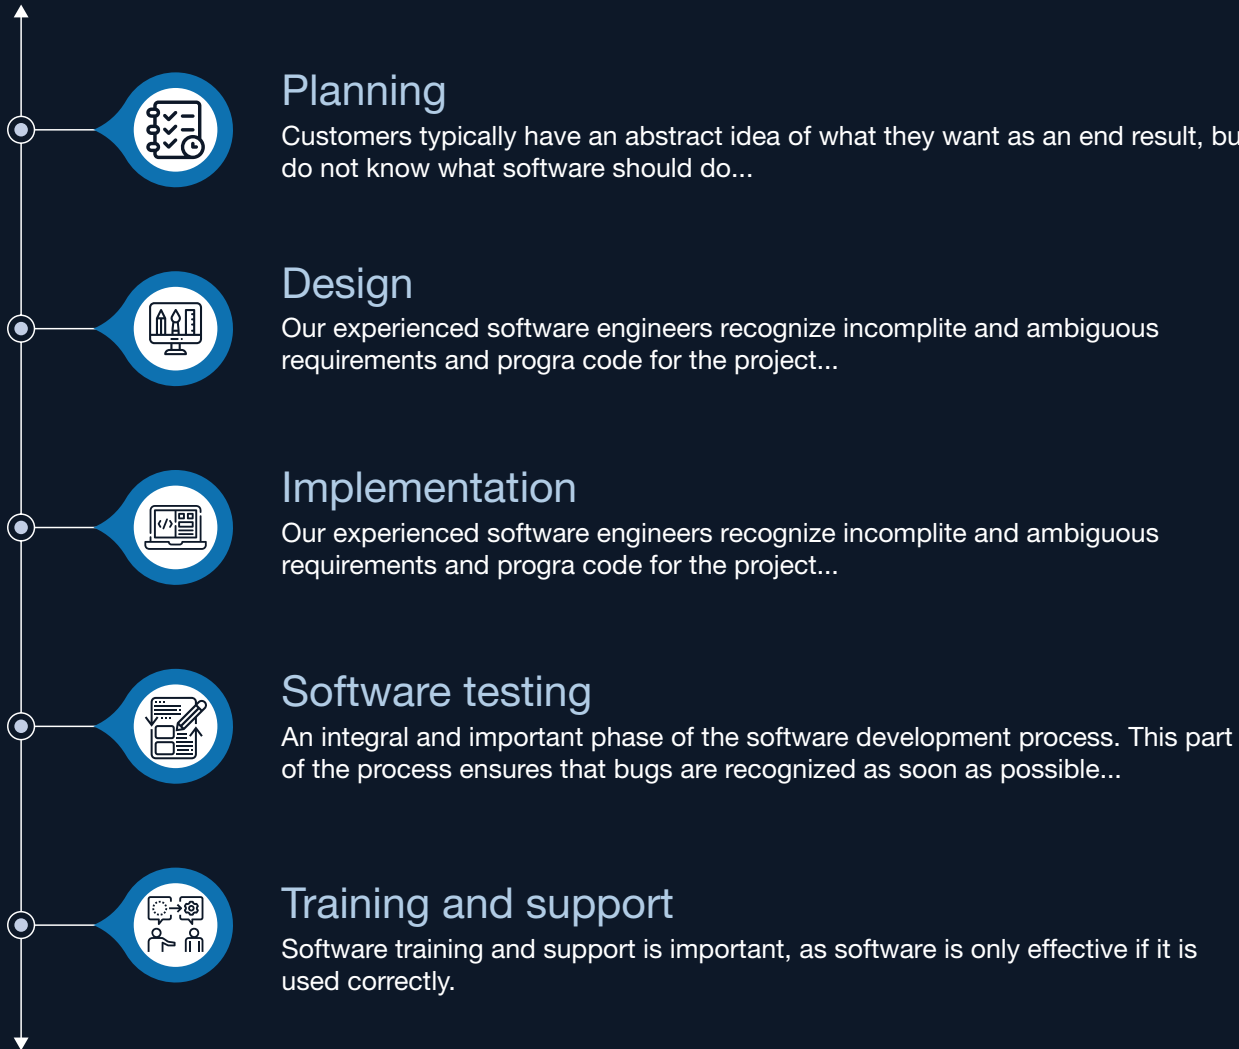 Planning
Customers typically have an abstract idea of what they want as an end result, bu
do not know what software should do...
Design
Our experienced software engineers recognize incomplite and ambiguous
requirements and progra code for the project...
Implementation
Our experienced software engineers recognize incomplite and ambiguous
requirements and progra code for the project...
Software testing
An integral and important phase of the software development process. This part
of the process ensures that bugs are recognized as soon as possible...
Training and support
Software training and support is important, as software is only effective if it is
used correctly.